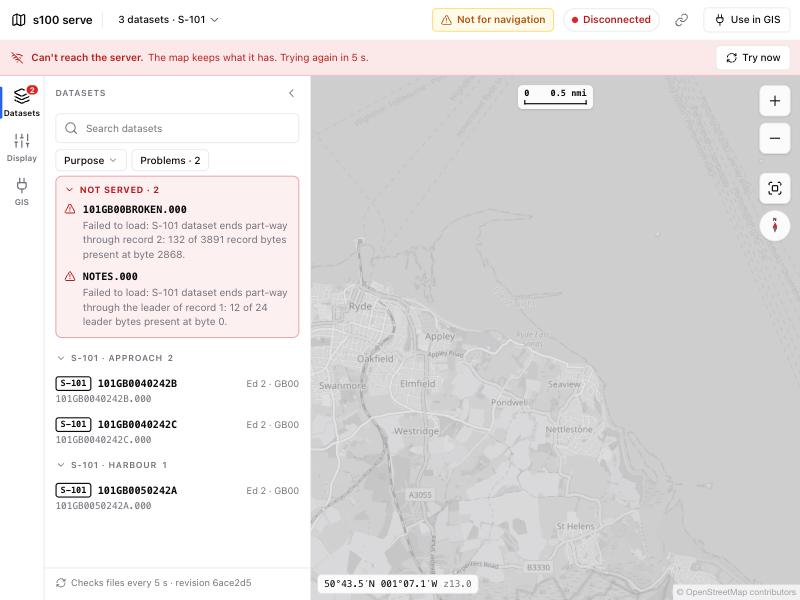 s100 serve
3 datasets · S-101
Not for navigation
Disconnected
Use in GIS
Can't reach the server. The map keeps what it has. Trying again in 5 s.
Try now
2
Datasets
Display
GIS
DATASETS
Search datasets
Purpose
Problems · 2
NOT SERVED · 2
101GB00BROKEN.000
Failed to load: S-101 dataset ends part-way
through record 2: 132 of 3891 record bytes
present at byte 2868.
NOTES.000
Failed to load: S-101 dataset ends part-way
through the leader of record 1: 12 of 24
leader bytes present at byte 0.
S-101 · APPROACH 2
S-101 101GB0040242B Ed 2 · GB00
101GB0040242B.000
S-101 101GB0040242C Ed 2 · GB00
101GB0040242C.000
S-101 · HARBOUR 1
S-101 101GB0050242A Ed 2 · GB00
101GB0050242A.000
Checks files every 5 s · revision 6ace2d5
0 0.5 nmi
+
−
N
Ryde
Ryde East
Sands
Appley
Appley Road
Oakfield
Swanmore
Elmfield
Seaview
Pondwell
Westridge
Nettlestone
A3055
St Helens
Carpenters Road
B3330
50°43.5′N 001°07.1′W z13.0
© OpenStreetMap contributors